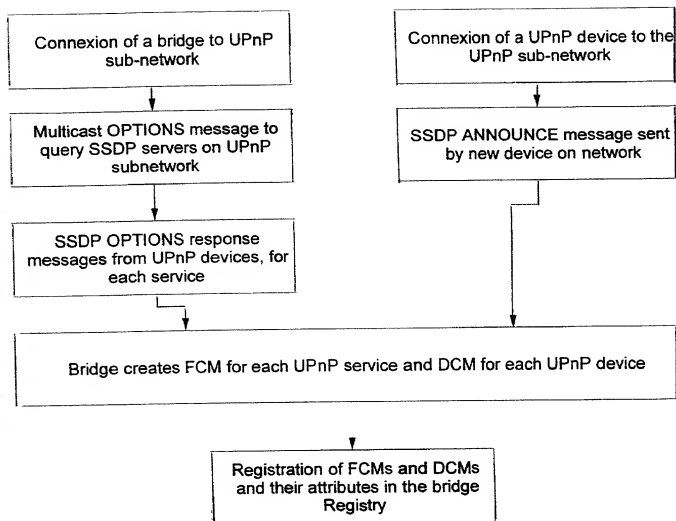 Connexion of a bridge to UPnP
sub-network
Connexion of a UPnP device to the
UPnP sub-network
Multicast OPTIONS message to
query SSDP servers on UPnP
subnetwork
SSDP ANNOUNCE message sent
by new device on network
SSDP OPTIONS response
messages from UPnP devices, for
each service
Bridge creates FCM for each UPnP service and DCM for each UPnP device
Registration of FCMs and DCMs
and their attributes in the bridge
Registry